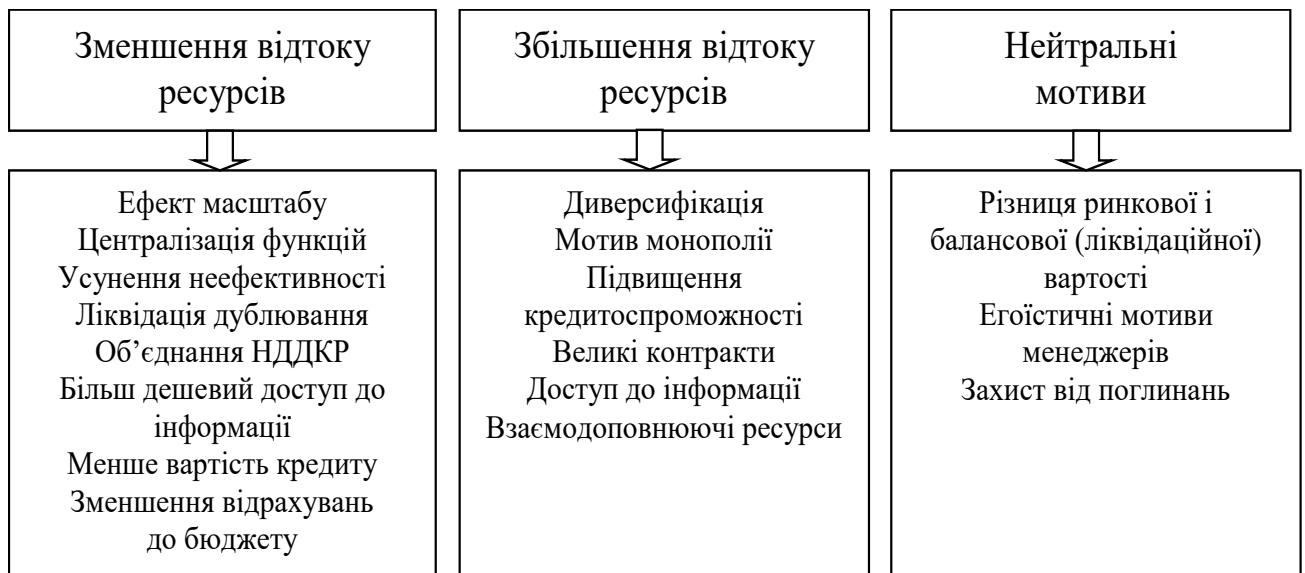 Зменшення відтоку
ресурсів
Збільшення відтоку
ресурсів
Нейтральні
мотиви
Ефект масштабу
Централізація функцій
Усунення неефективності
Ліквідація дублювання
Об’єднання НДДКР
Більш дешевий доступ до
інформації
Менше вартість кредиту
Зменшення відрахувань
до бюджету
Диверсифікація
Мотив монополії
Підвищення
кредитоспроможності
Великі контракти
Доступ до інформації
Взаємодоповнюючі ресурси
Різниця ринкової і
балансової (ліквідаційної)
вартості
Егоїстичні мотиви
менеджерів
Захист від поглинань